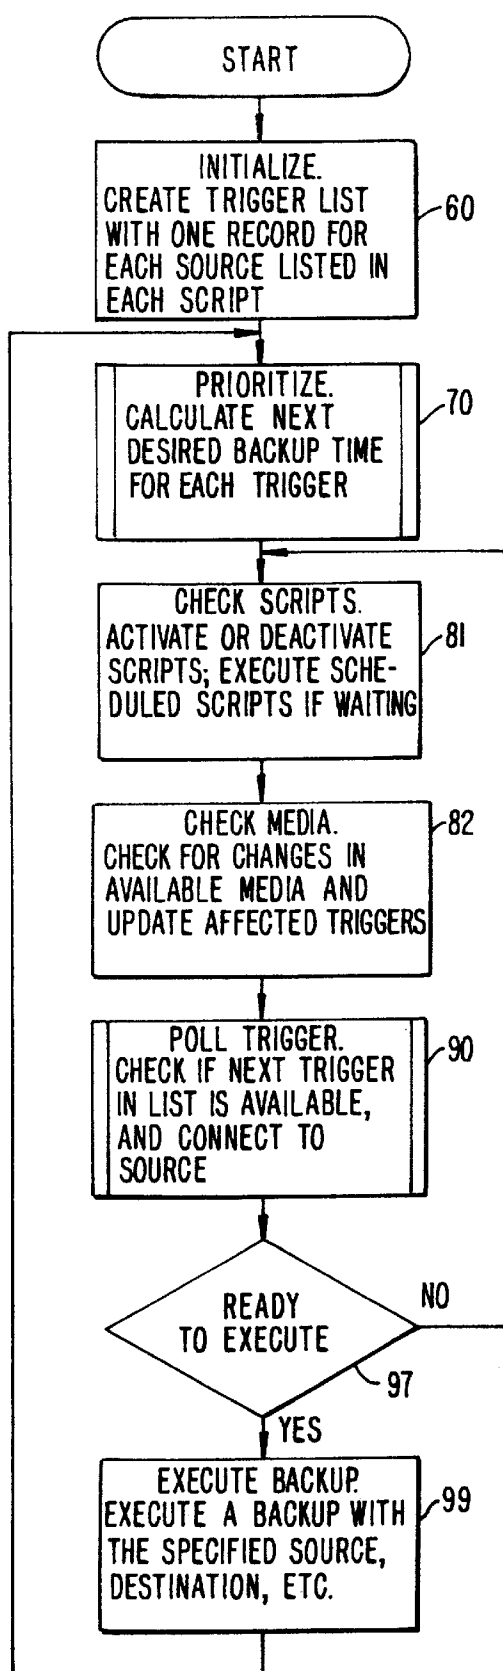 START
INITIALIZE.
CREATE TRIGGER LIST
WITH ONE RECORD FOR
EACH SOURCE LISTED IN
EACH SCRIPT
60
PRIORITIZE.
CALCULATE NEXT
DESIRED BACKUP TIME
FOR EACH TRIGGER
70
CHECK SCRIPTS.
ACTIVATE OR DEACTIVATE
SCRIPTS; EXECUTE SCHE-
DULED SCRIPTS IF WAITING
81
CHECK MEDIA.
CHECK FOR CHANGES IN
AVAILABLE MEDIA AND
UPDATE AFFECTED TRIGGERS
82
POLL TRIGGER.
CHECK IF NEXT TRIGGER
IN LIST IS AVAILABLE,
AND CONNECT TO
SOURCE
90
READY
TO EXECUTE
NO
97
YES
EXECUTE BACKUP.
EXECUTE A BACKUP WITH
THE SPECIFIED SOURCE,
DESTINATION, ETC.
99